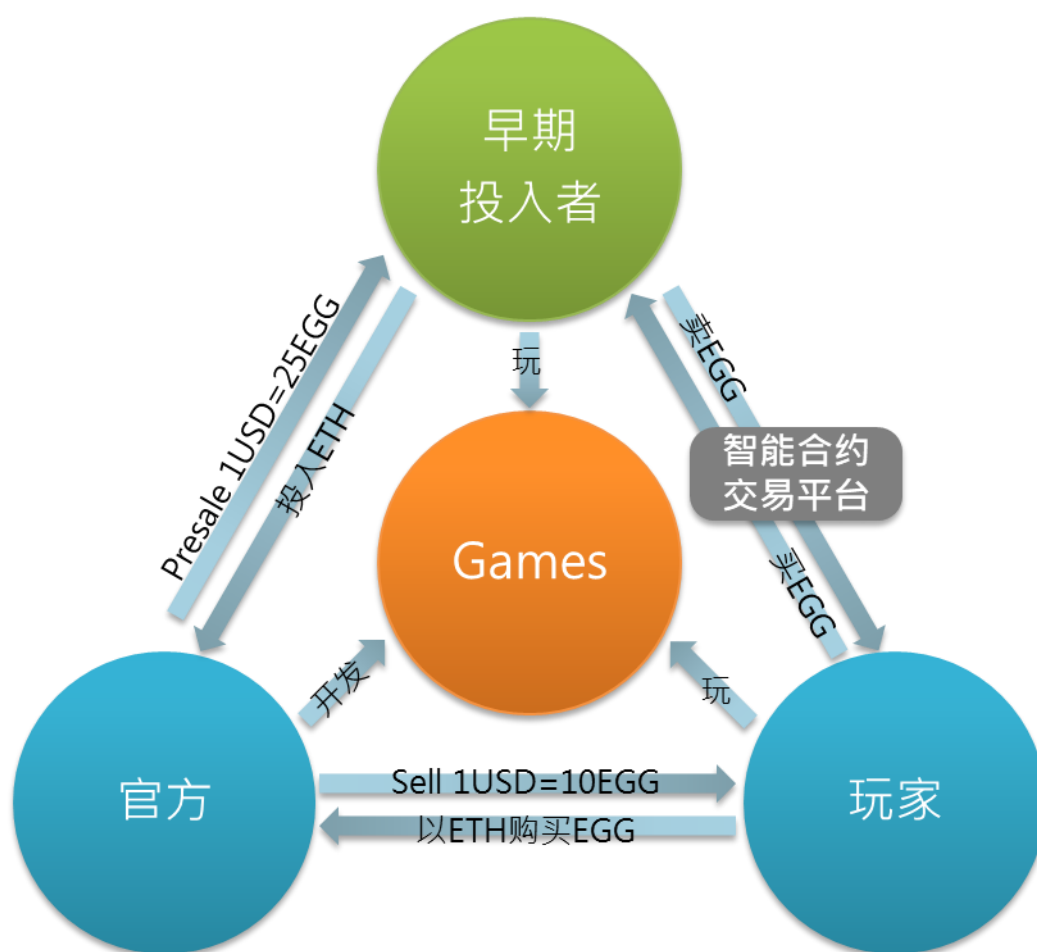 早期
投入者
Presale 1USD=25EGG
投入ETH
玩
卖EGG
智能合约
交易平台
买EGG
Games
开发
玩
官方
Sell 1USD=10EGG
以ETH购买EGG
玩家